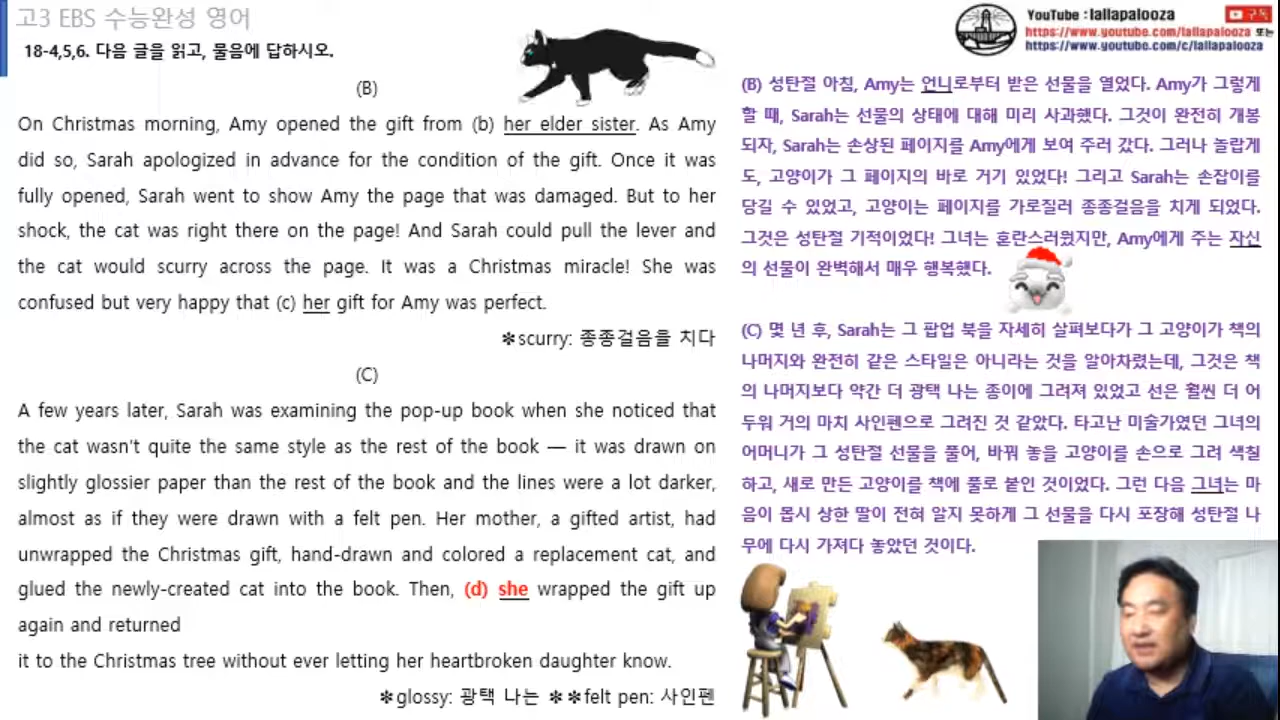 고3 EBS 수능완성 영어
18-4,5,6. 다음 글을 읽고, 물음에 답하시오.
YouTube : lallapalooza
구독
https://www.youtube.com/lallapalooza 또는
https://www.youtube.com/c/lallapalooza
(B)
On Christmas morning, Amy opened the gift from (b) her elder sister. As Amy
did so, Sarah apologized in advance for the condition of the gift. Once it was
fully opened, Sarah went to show Amy the page that was damaged. But to her
shock, the cat was right there on the page! And Sarah could pull the lever and
the cat would scurry across the page. It was a Christmas miracle! She was
confused but very happy that (c) her gift for Amy was perfect.
✻scurry: 종종걸음을 치다
(C)
A few years later, Sarah was examining the pop-up book when she noticed that
the cat wasn't quite the same style as the rest of the book — it was drawn on
slightly glossier paper than the rest of the book and the lines were a lot darker,
almost as if they were drawn with a felt pen. Her mother, a gifted artist, had
unwrapped the Christmas gift, hand-drawn and colored a replacement cat, and
glued the newly-created cat into the book. Then, (d) she wrapped the gift up
again and returned
it to the Christmas tree without ever letting her heartbroken daughter know.
✻glossy: 광택 나는 ✻✻felt pen: 사인펜
(B) 성탄절 아침, Amy는 언니로부터 받은 선물을 열었다. Amy가 그렇게
할 때, Sarah는 선물의 상태에 대해 미리 사과했다. 그것이 완전히 개봉
되자, Sarah는 손상된 페이지를 Amy에게 보여 주러 갔다. 그러나 놀랍게
도, 고양이가 그 페이지의 바로 거기 있었다! 그리고 Sarah는 손잡이를
당길 수 있었고, 고양이는 페이지를 가로질러 종종걸음을 치게 되었다.
그것은 성탄절 기적이었다! 그녀는 혼란스러웠지만, Amy에게 주는 자신
의 선물이 완벽해서 매우 행복했다.
(C) 몇 년 후, Sarah는 그 팝업 북을 자세히 살펴보다가 그 고양이가 책의
나머지와 완전히 같은 스타일은 아니라는 것을 알아차렸는데, 그것은 책
의 나머지보다 약간 더 광택 나는 종이에 그려져 있었고 선은 훨씬 더 어
두워 거의 마치 사인펜으로 그려진 것 같았다. 타고난 미술가였던 그녀의
어머니가 그 성탄절 선물을 풀어, 바꿔 놓을 고양이를 손으로 그려 색칠
하고, 새로 만든 고양이를 책에 풀로 붙인 것이었다. 그런 다음 그녀는 마
음이 몹시 상한 딸이 전혀 알지 못하게 그 선물을 다시 포장해 성탄절 나
무에 다시 가져다 놓았던 것이다.